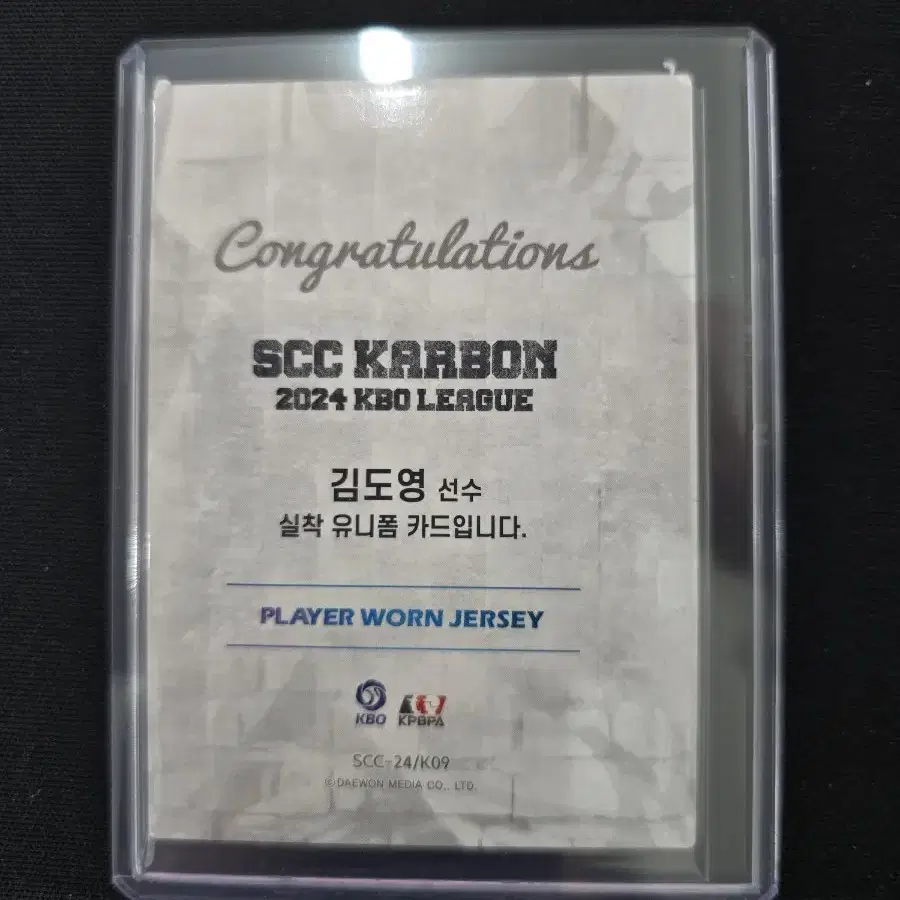 Congratulations
SCC KARBON
2024 KBO LEAGUE
김도영 선수
실착 유니폼 카드입니다.
PLAYER WORN JERSEY
KBO KPBPA
SCC-24/K09
©DAEWON MEDIA CO., LTD.